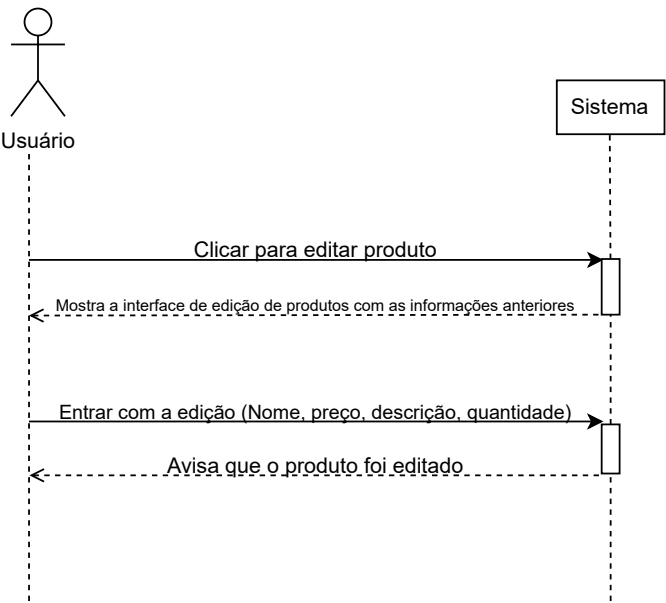 Usuário
Sistema
Clicar para editar produto
Mostra a interface de edição de produtos com as informações anteriores
Entrar com a edição (Nome, preço, descrição, quantidade)
Avisa que o produto foi editado